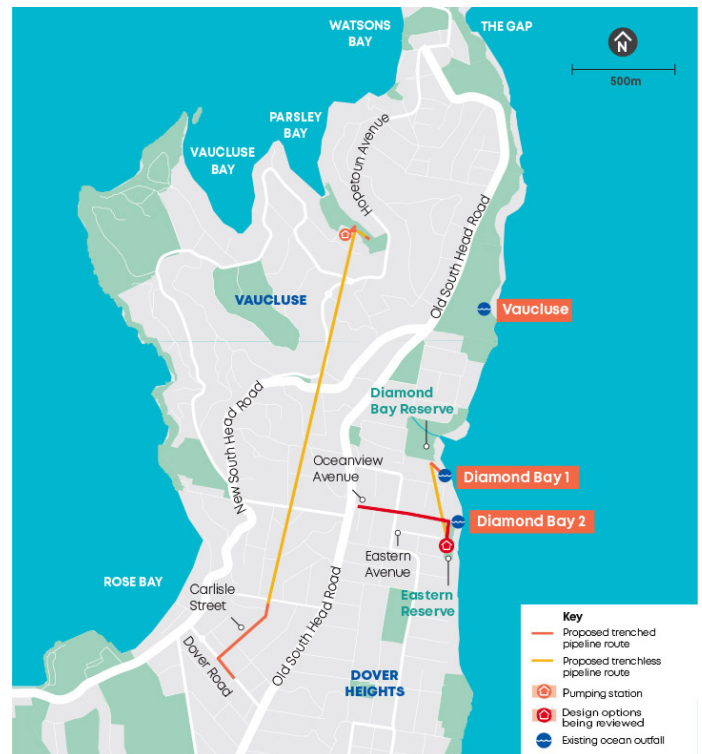 WATSONS
BAY
THE GAP
N
500m
PARSLEY
BAY
Hopetoun Avenue
VAUCLUSE
BAY
Old South Head Road
VAUCLUSE
Vaucluse
Diamond
Bay Reserve
New South Head Road
Oceanview
Avenue
Diamond Bay 1
Diamond Bay 2
Eastern
Avenue
ROSE BAY
Carlisle
Street
Eastern
Reserve
Old South Head Road
Dover Road
DOVER
HEIGHTS
Key
Proposed trenched
pipeline route
Proposed trenchless
pipeline route
Pumping station
Design options
being reviewed
Existing ocean outfall